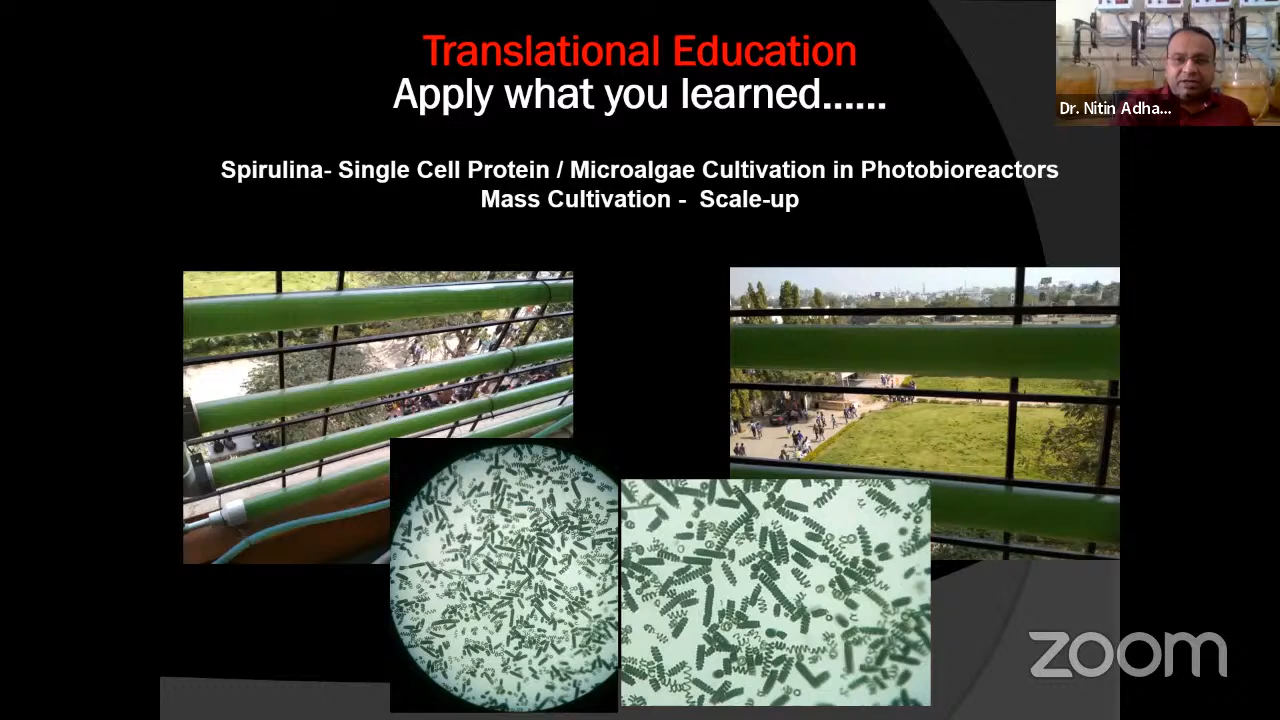 Translational Education
Apply what you learned......
Dr. Nitin Adha...
Spirulina- Single Cell Protein / Microalgae Cultivation in Photobioreactors
Mass Cultivation - Scale-up
zoom